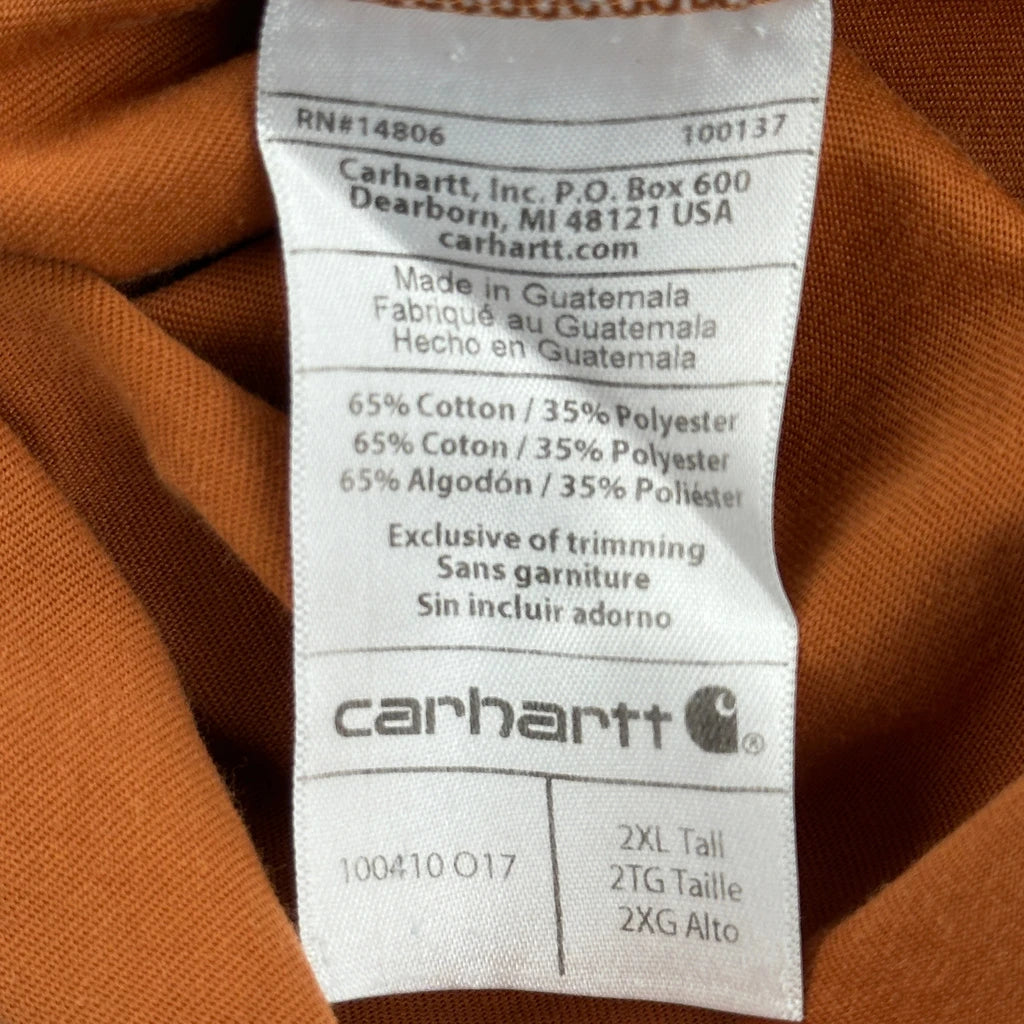 RN#14806 100137
Carhartt, Inc. P.O. Box 600
Dearborn, MI 48121 USA
carhartt.com
Made in Guatemala
Fabriqué au Guatemala
Hecho en Guatemala
65% Cotton / 35% Polyester
65% Coton / 35% Polyester
65% Algodón / 35% Poliéster
Exclusive of trimming
Sans garniture
Sin incluir adorno
carhartt ®
100410 O17
2XL Tall
2TG Taille
2XG Alto